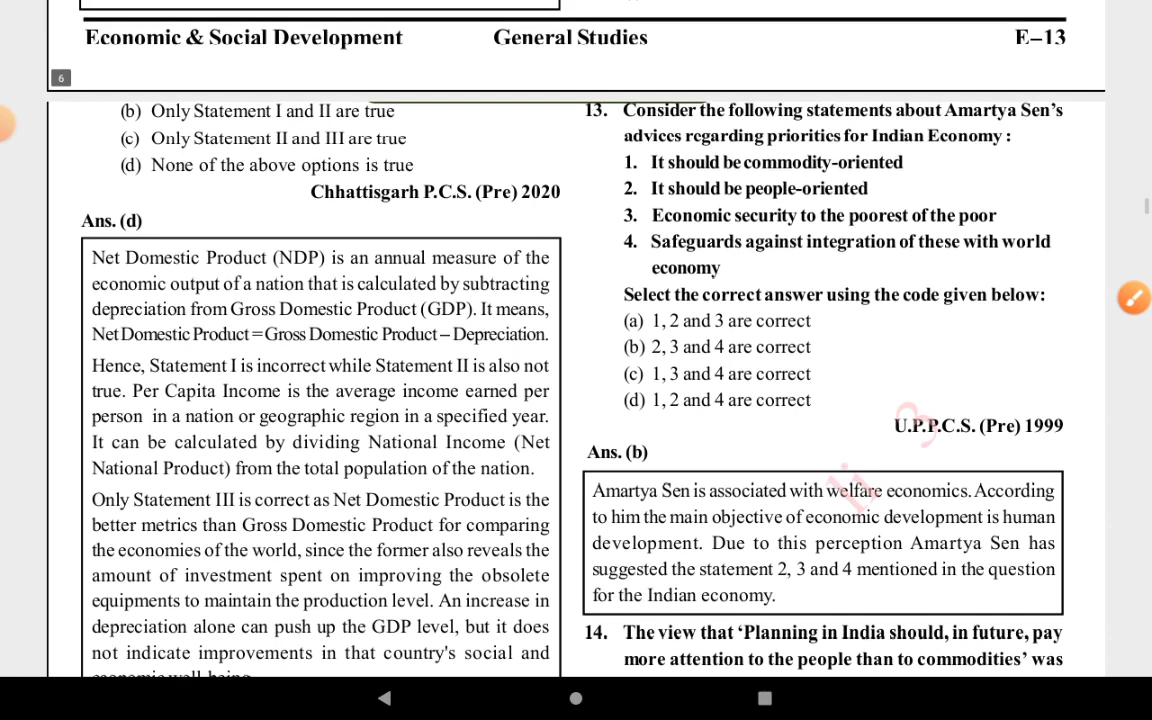 Economic & Social Development General Studies E–13
6
(b) Only Statement I and II are true
(c) Only Statement II and III are true
(d) None of the above options is true
Chhattisgarh P.C.S. (Pre) 2020
Ans. (d)
Net Domestic Product (NDP) is an annual measure of the
economic output of a nation that is calculated by subtracting
depreciation from Gross Domestic Product (GDP). It means,
Net Domestic Product = Gross Domestic Product – Depreciation.
Hence, Statement I is incorrect while Statement II is also not
true. Per Capita Income is the average income earned per
person in a nation or geographic region in a specified year.
It can be calculated by dividing National Income (Net
National Product) from the total population of the nation.
Only Statement III is correct as Net Domestic Product is the
better metrics than Gross Domestic Product for comparing
the economies of the world, since the former also reveals the
amount of investment spent on improving the obsolete
equipments to maintain the production level. An increase in
depreciation alone can push up the GDP level, but it does
not indicate improvements in that country's social and
13. Consider the following statements about Amartya Sen's
advices regarding priorities for Indian Economy :
1. It should be commodity-oriented
2. It should be people-oriented
3. Economic security to the poorest of the poor
4. Safeguards against integration of these with world
economy
Select the correct answer using the code given below:
(a) 1, 2 and 3 are correct
(b) 2, 3 and 4 are correct
(c) 1, 3 and 4 are correct
(d) 1, 2 and 4 are correct
U.P.P.C.S. (Pre) 1999
Ans. (b)
Amartya Sen is associated with welfare economics. According
to him the main objective of economic development is human
development. Due to this perception Amartya Sen has
suggested the statement 2, 3 and 4 mentioned in the question
for the Indian economy.
14. The view that 'Planning in India should, in future, pay
more attention to the people than to commodities' was